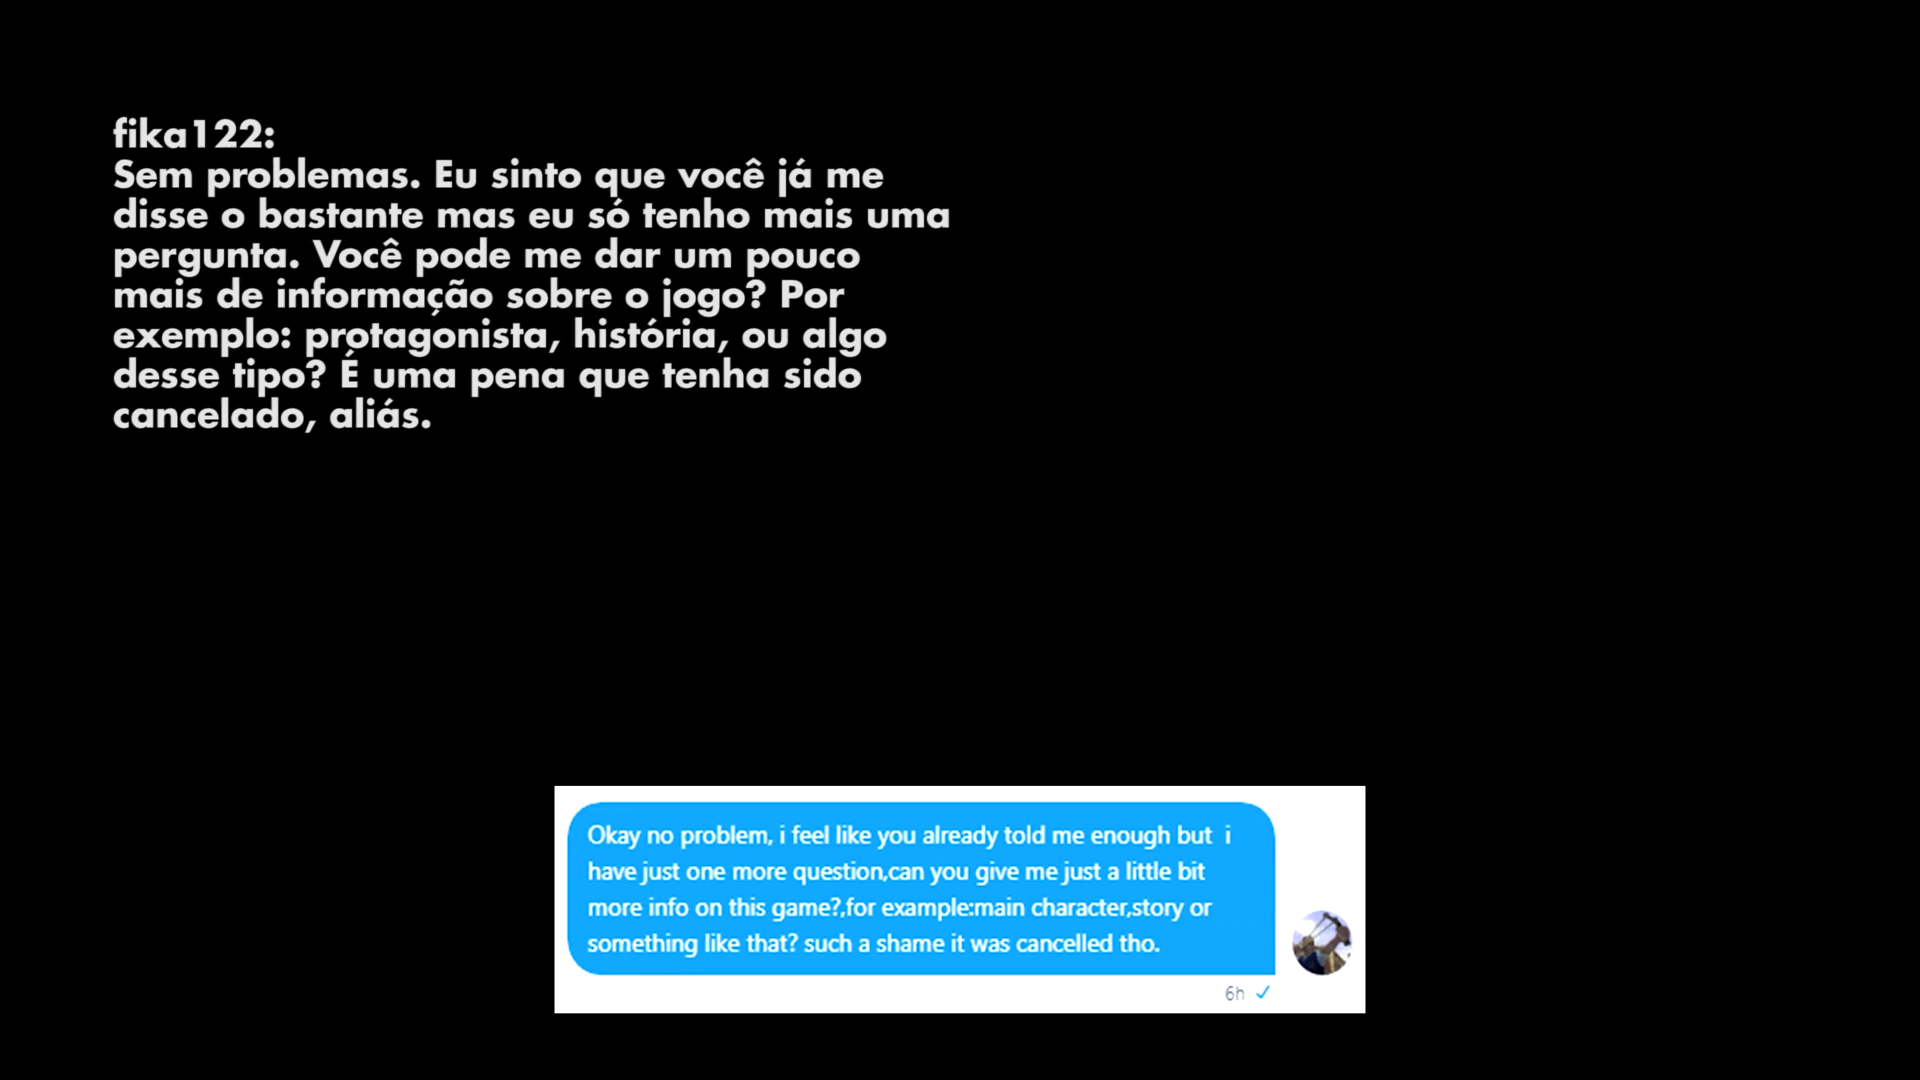 fika122:
Sem problemas. Eu sinto que você já me
disse o bastante mas eu só tenho mais uma
pergunta. Você pode me dar um pouco
mais de informação sobre o jogo? Por
exemplo: protagónista, história, ou algo
desse tipo? É uma pena que tenha sido
cancelado, aliás.
Okay no problem, i feel like you already told me enough but i
have just one more question,can you give me just a little bit
more info on this game?,for example:main character,story or
something like that? such a shame it was cancelled tho.
6h ✓